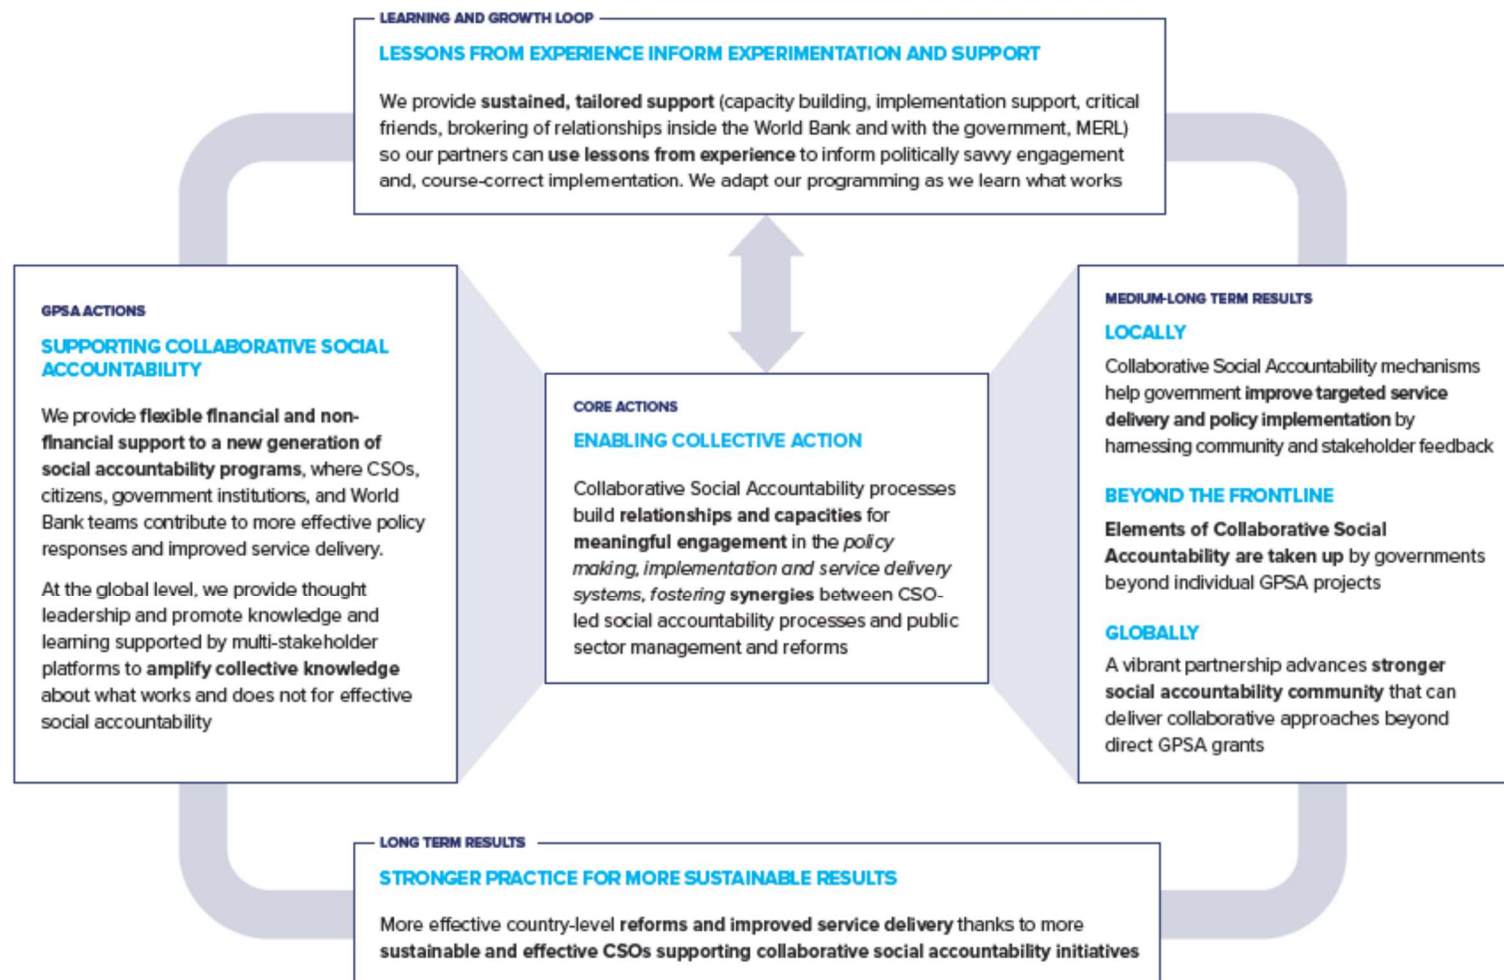 LEARNING AND GROWTH LOOP
LESSONS FROM EXPERIENCE INFORM EXPERIMENTATION AND SUPPORT
We provide sustained, tailored support (capacity building, implementation support, critical
friends, brokering of relationships inside the World Bank and with the government, MERL)
so our partners can use lessons from experience to inform politically savvy engagement
and, course-correct implementation. We adapt our programming as we learn what works
GPSA ACTIONS
SUPPORTING COLLABORATIVE SOCIAL
ACCOUNTABILITY
We provide flexible financial and non-
financial support to a new generation of
social accountability programs, where CSOs,
citizens, government institutions, and World
Bank teams contribute to more effective policy
responses and improved service delivery.
At the global level, we provide thought
leadership and promote knowledge and
learning supported by multi-stakeholder
platforms to amplify collective knowledge
about what works and does not for effective
social accountability
CORE ACTIONS
ENABLING COLLECTIVE ACTION
Collaborative Social Accountability processes
build relationships and capacities for
meaningful engagement in the policy
making, implementation and service delivery
systems, fostering synergies between CSO-
led social accountability processes and public
sector management and reforms
MEDIUM-LONG TERM RESULTS
LOCALLY
Collaborative Social Accountability mechanisms
help government improve targeted service
delivery and policy implementation by
harnessing community and stakeholder feedback
BEYOND THE FRONTLINE
Elements of Collaborative Social
Accountability are taken up by governments
beyond individual GPSA projects
GLOBALLY
A vibrant partnership advances stronger
social accountability community that can
deliver collaborative approaches beyond
direct GPSA grants
LONG TERM RESULTS
STRONGER PRACTICE FOR MORE SUSTAINABLE RESULTS
More effective country-level reforms and improved service delivery thanks to more
sustainable and effective CSOs supporting collaborative social accountability initiatives